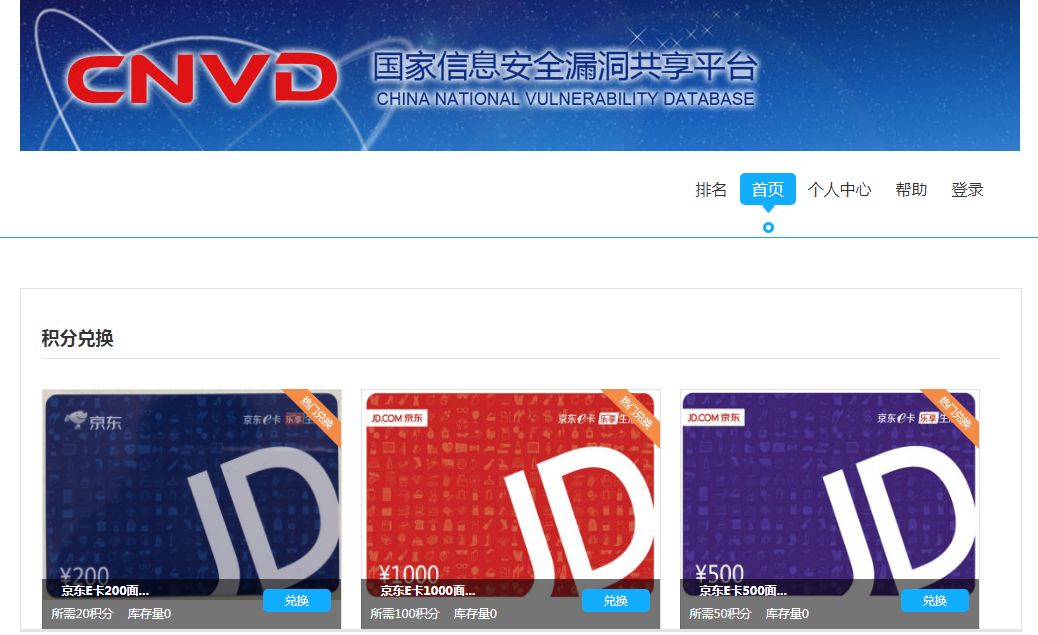 CNVD
国家信息安全漏洞共享平台
CHINA NATIONAL VULNERABILITY DATABASE
排名 首页 个人中心 帮助 登录
积分兑换
京东
京东e卡 乐享
热门兑换
JD
¥200
京东E卡200面...
所需20积分 库存量0
兑换
JD.COM 京东
京东e卡 乐享生
热门兑换
JD
¥1000
京东E卡1000面...
所需100积分 库存量0
兑换
JD.COM 京东
京东e卡 乐享生
热门兑换
JD
¥500
京东E卡500面...
所需50积分 库存量0
兑换